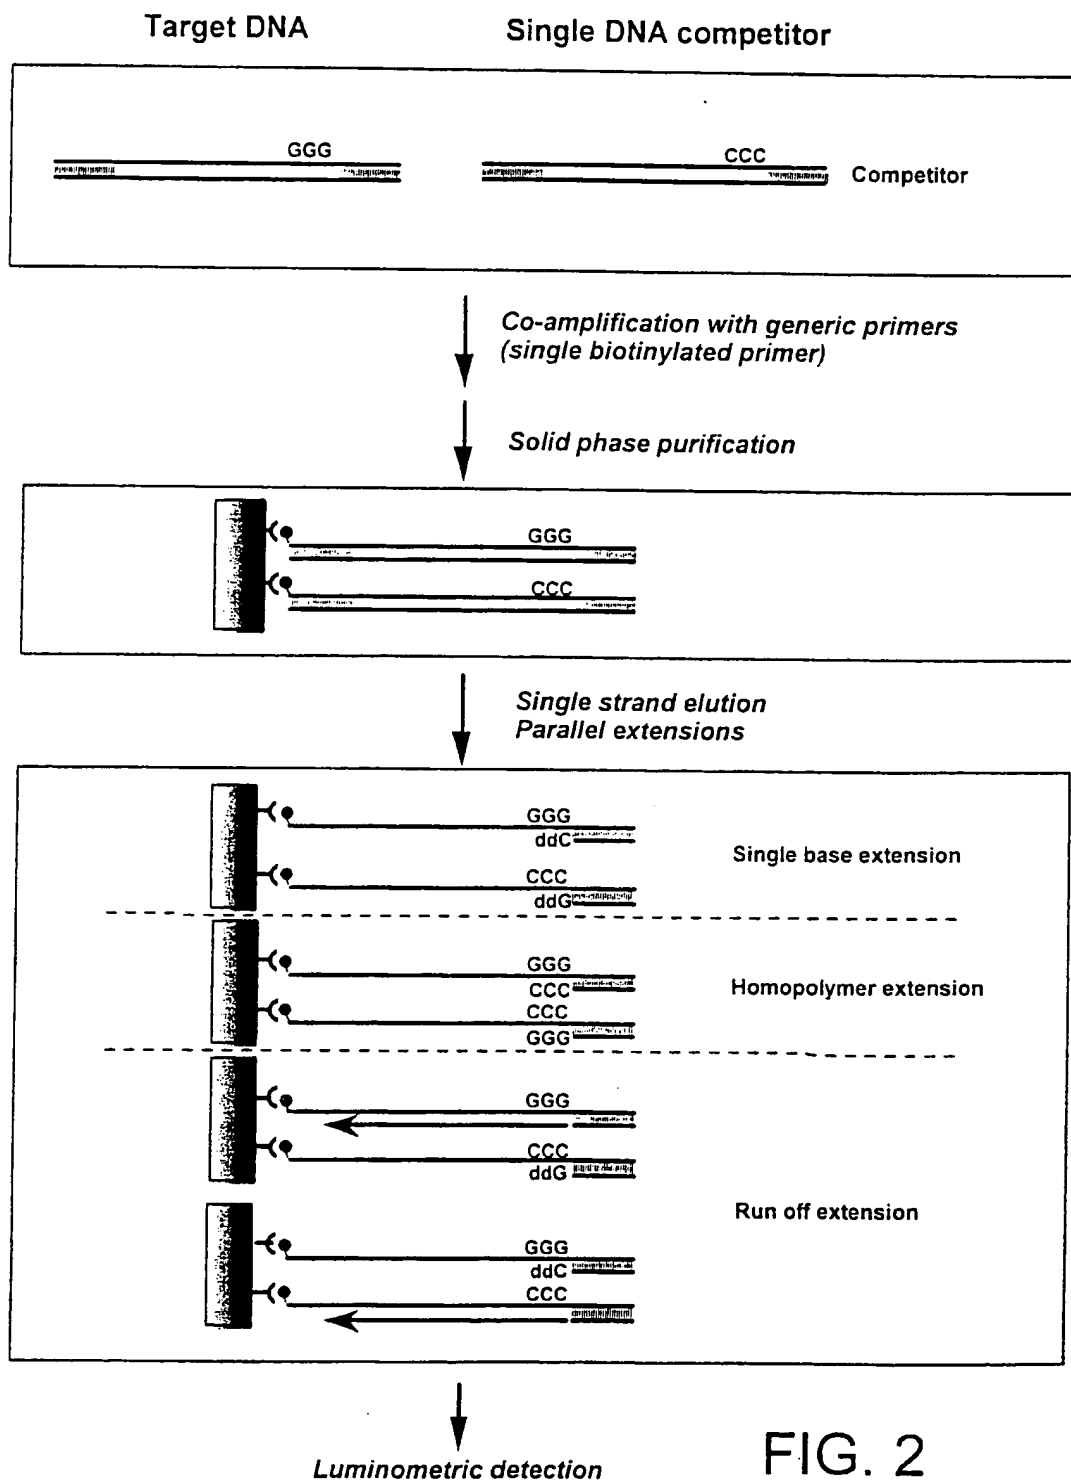 Target DNA
Single DNA competitor
GGG
CCC
Competitor
Co-amplification with generic primers
(single biotinylated primer)
Solid phase purification
GGG
CCC
Single strand elution
Parallel extensions
GGG
ddC
CCC
ddG
Single base extension
GGG
CCC
CCC
GGG
Homopolymer extension
GGG
CCC
ddG
Run off extension
GGG
ddC
CCC
Luminometric detection
FIG. 2